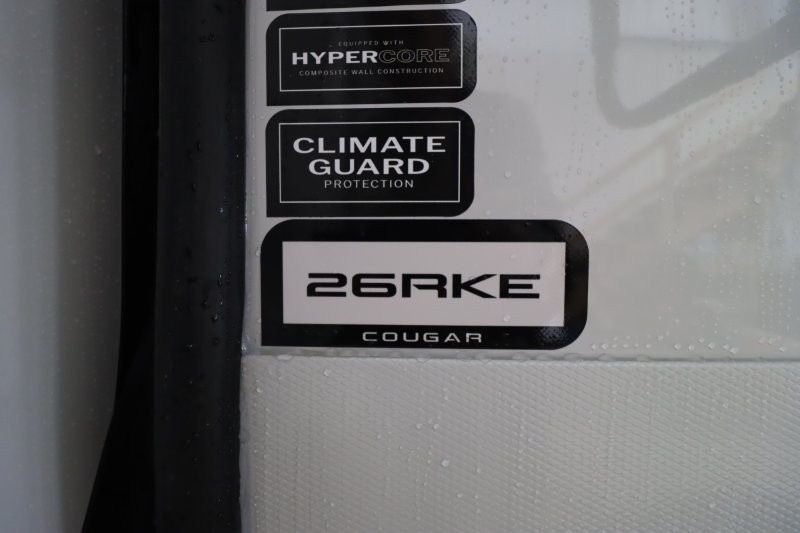 EQUIPPED WITH
HYPERCORE
COMPOSITE WALL CONSTRUCTION
CLIMATE
GUARD
PROTECTION
26RKE
COUGAR